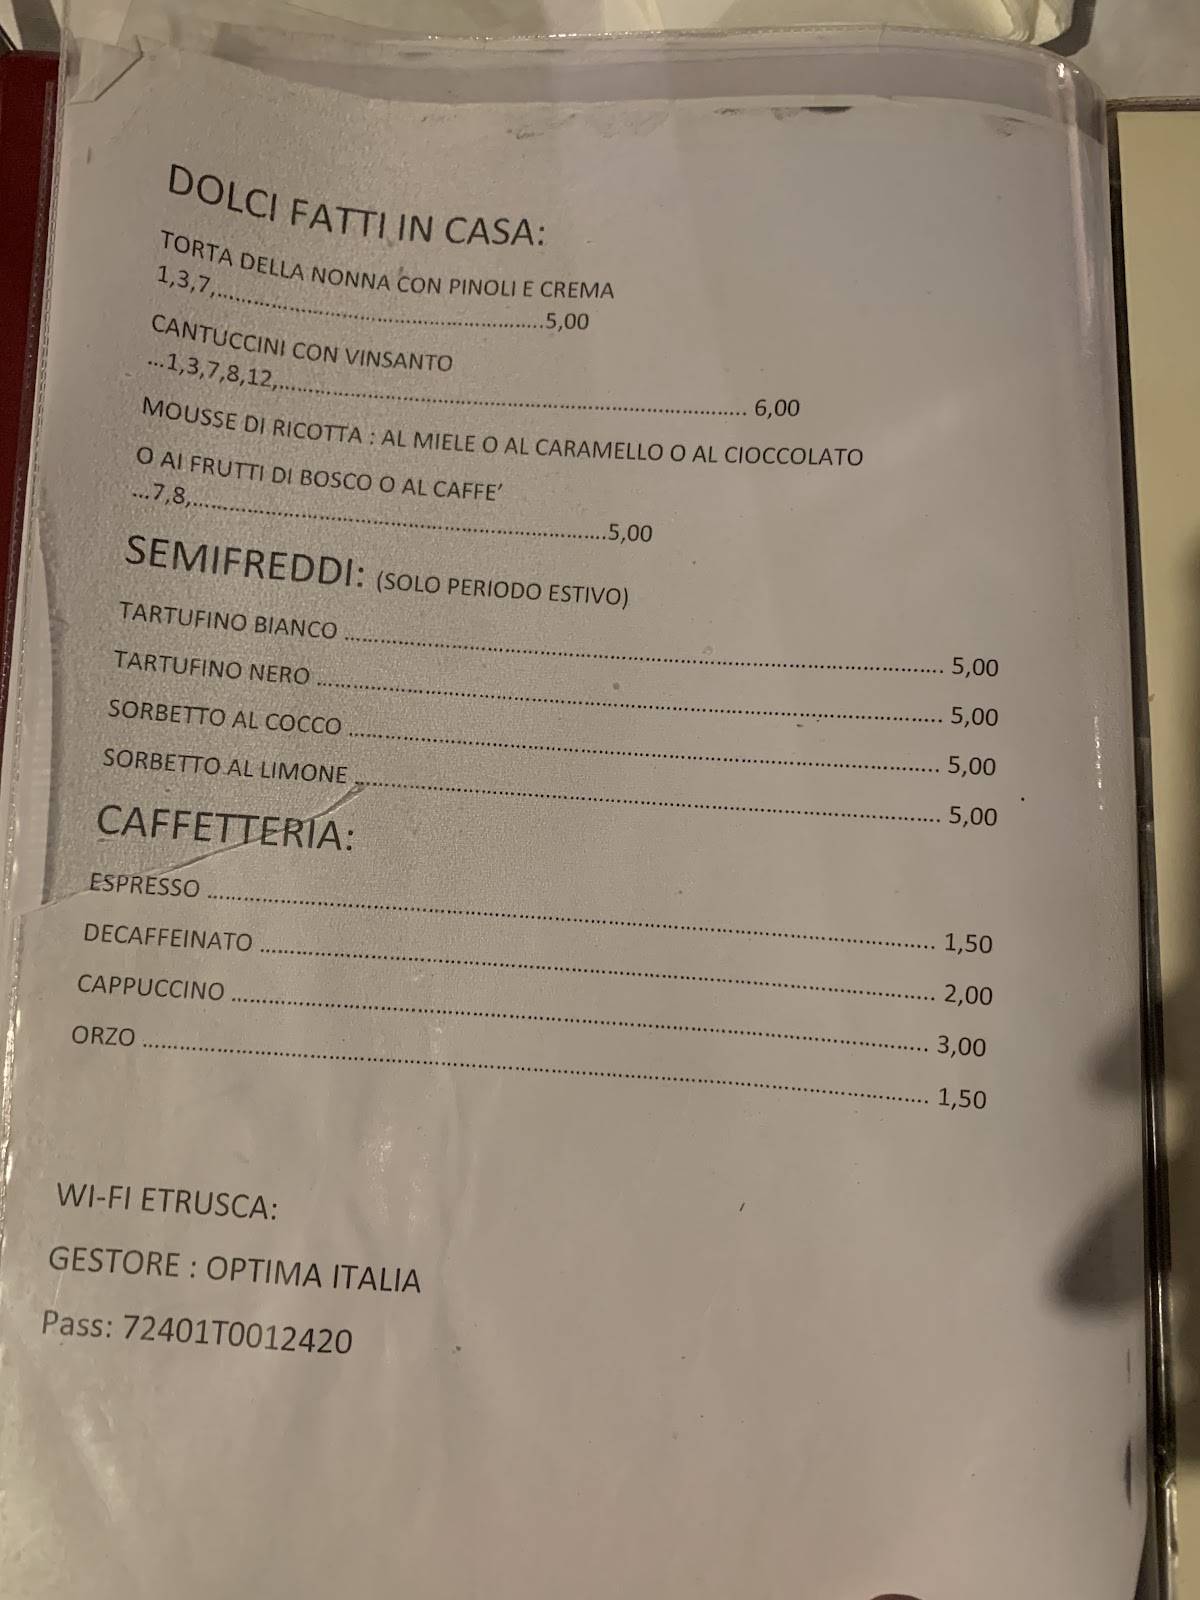 DOLCI FATTI IN CASA:
TORTA DELLA NONNA CON PINOLI E CREMA
1,3,7,..........................................................5,00
CANTUCCINI CON VINSANTO
...1,3,7,8,12,................................................................................ 6,00
MOUSSE DI RICOTTA : AL MIELE O AL CARAMELLO O AL CIOCCOLATO
O AI FRUTTI DI BOSCO O AL CAFFE'
...7,8,.......................................................................5,00
SEMIFREDDI: (SOLO PERIODO ESTIVO)
TARTUFINO BIANCO ........................................................................................ 5,00
TARTUFINO NERO ........................................................................................... 5,00
SORBETTO AL COCCO ...................................................................................... 5,00
SORBETTO AL LIMONE ..................................................................................... 5,00
CAFFETTERIA:
ESPRESSO ........................................................................................................ 1,50
DECAFFEINATO ................................................................................................ 2,00
CAPPUCCINO .................................................................................................... 3,00
ORZO ................................................................................................................ 1,50
WI-FI ETRUSCA:
GESTORE : OPTIMA ITALIA
Pass: 72401T0012420